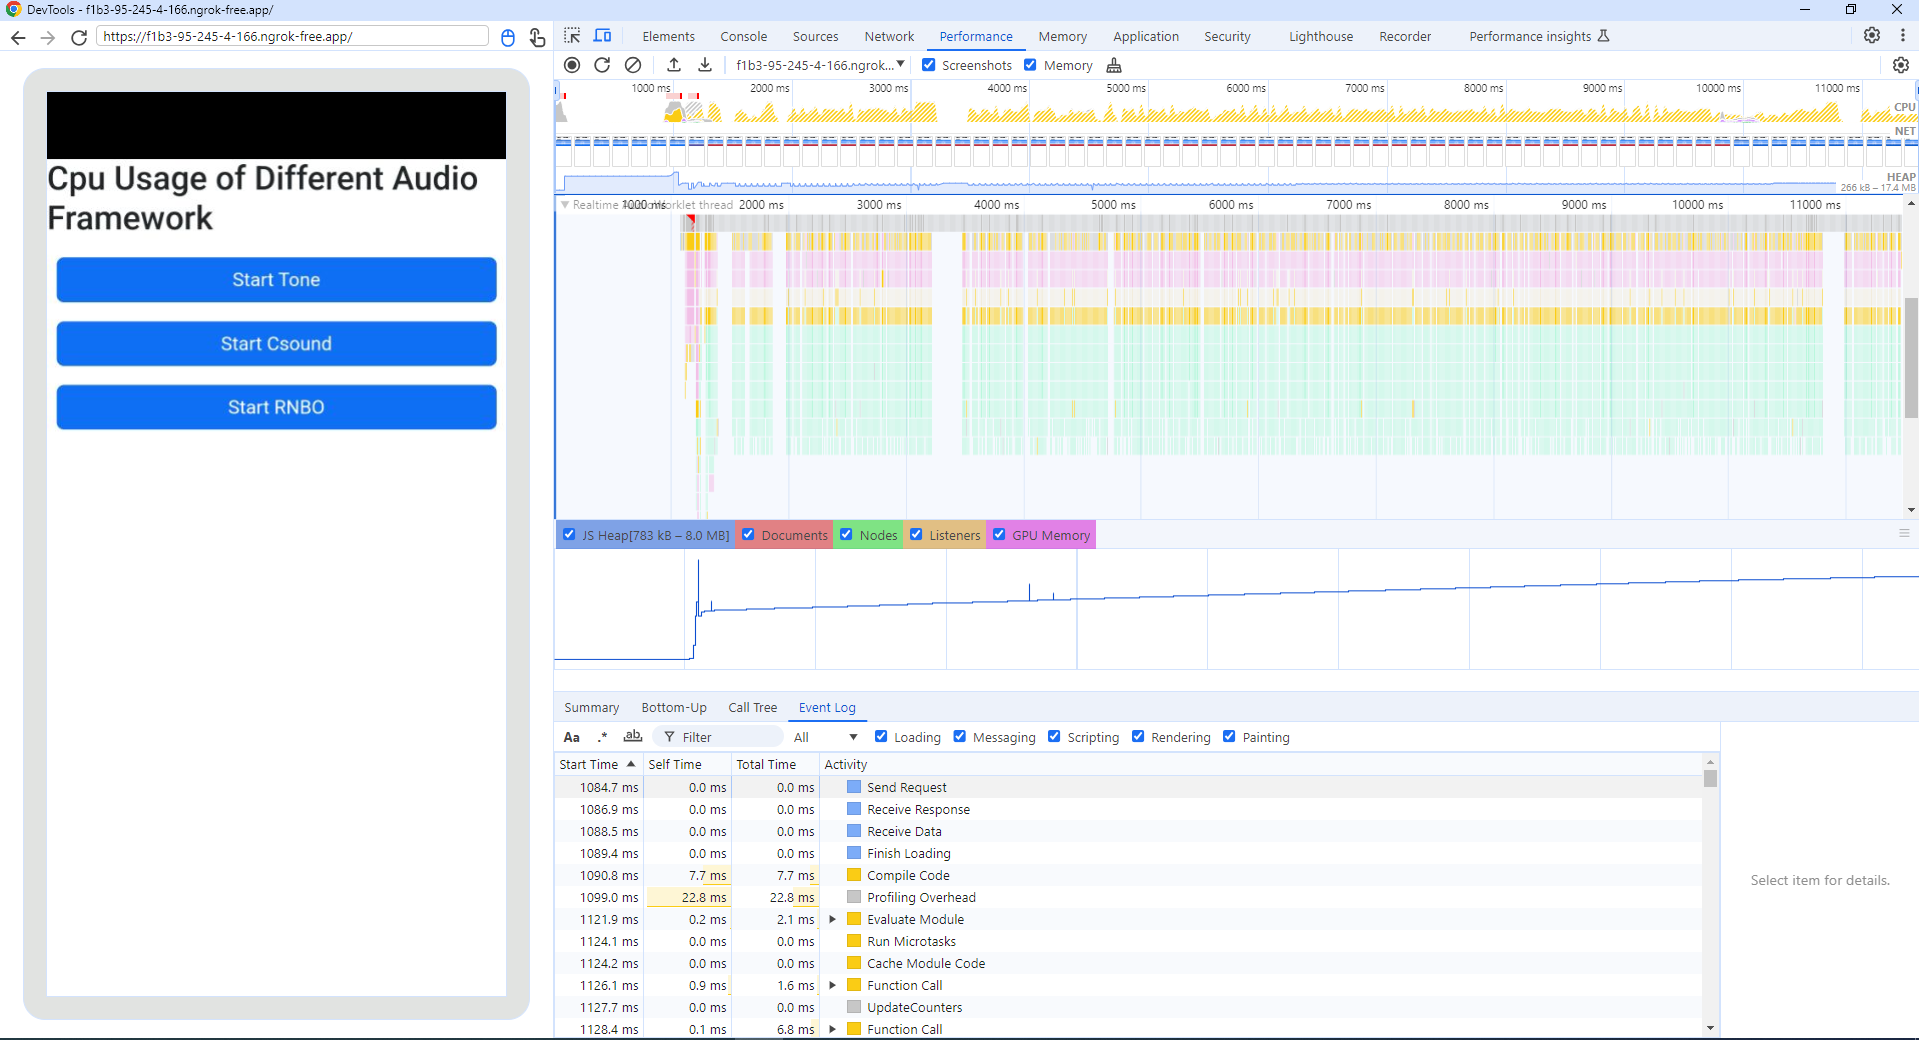 DevTools - f1b3-95-245-4-166.ngrok-free.app/
https://f1b3-95-245-4-166.ngrok-free.app/
Elements Console Sources Network Performance Memory Application Security Lighthouse Recorder Performance insights
f1b3-95-245-4-166.ngrok... Screenshots Memory
1000 ms 2000 ms 3000 ms 4000 ms 5000 ms 6000 ms 7000 ms 8000 ms 9000 ms 10000 ms 11000 ms
CPU
NET
HEAP
266 kB – 17.4 MB
Realtime AudioWorklet thread
1000 ms 2000 ms 3000 ms 4000 ms 5000 ms 6000 ms 7000 ms 8000 ms 9000 ms 10000 ms 11000 ms
Cpu Usage of Different Audio
Framework
Start Tone
Start Csound
Start RNBO
JS Heap[783 kB – 8.0 MB] Documents Nodes Listeners GPU Memory
Summary Bottom-Up Call Tree Event Log
Aa .* ab Filter All Loading Messaging Scripting Rendering Painting
Start Time Self Time Total Time Activity
1084.7 ms 0.0 ms 0.0 ms Send Request
1086.9 ms 0.0 ms 0.0 ms Receive Response
1088.5 ms 0.0 ms 0.0 ms Receive Data
1089.4 ms 0.0 ms 0.0 ms Finish Loading
1090.8 ms 7.7 ms 7.7 ms Compile Code
1099.0 ms 22.8 ms 22.8 ms Profiling Overhead
1121.9 ms 0.2 ms 2.1 ms Evaluate Module
1124.1 ms 0.0 ms 0.0 ms Run Microtasks
1124.2 ms 0.0 ms 0.0 ms Cache Module Code
1126.1 ms 0.9 ms 1.6 ms Function Call
1127.7 ms 0.0 ms 0.0 ms UpdateCounters
1128.4 ms 0.1 ms 6.8 ms Function Call
Select item for details.